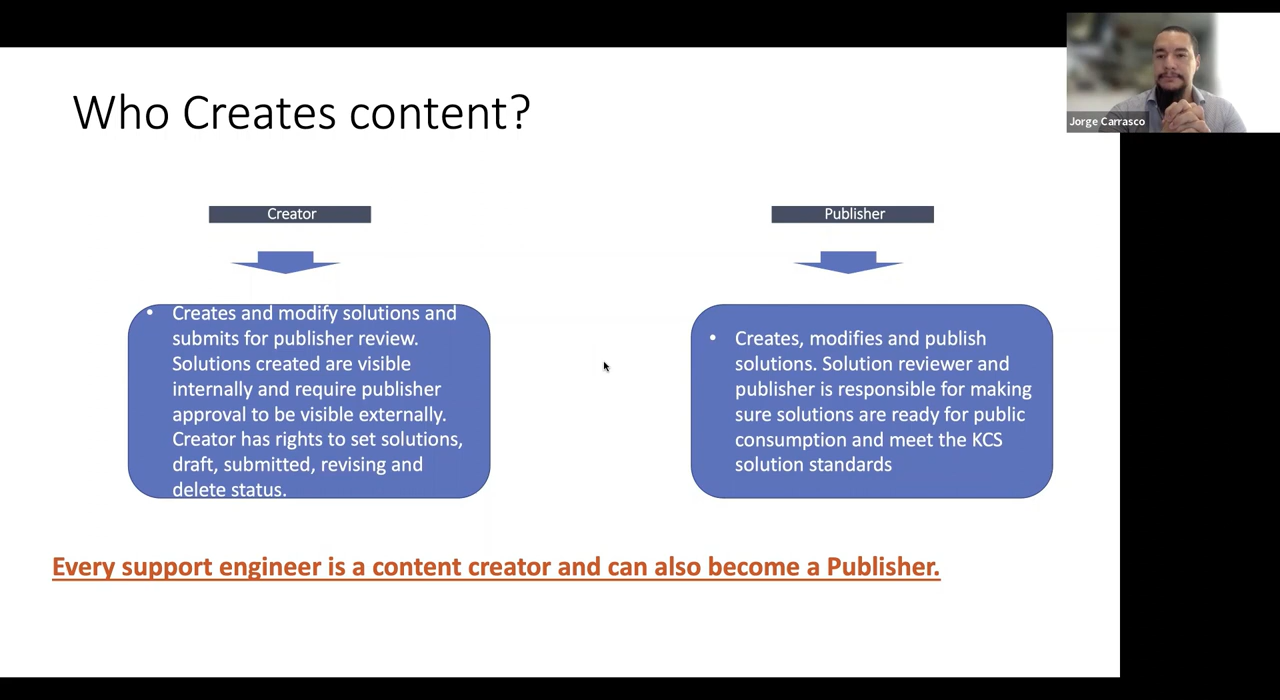 Who Creates content?
Jorge Carrasco
Creator
Publisher
• Creates and modify solutions and
submits for publisher review.
Solutions created are visible
internally and require publisher
approval to be visible externally.
Creator has rights to set solutions,
draft, submitted, revising and
delete status.
• Creates, modifies and publish
solutions. Solution reviewer and
publisher is responsible for making
sure solutions are ready for public
consumption and meet the KCS
solution standards
Every support engineer is a content creator and can also become a Publisher.